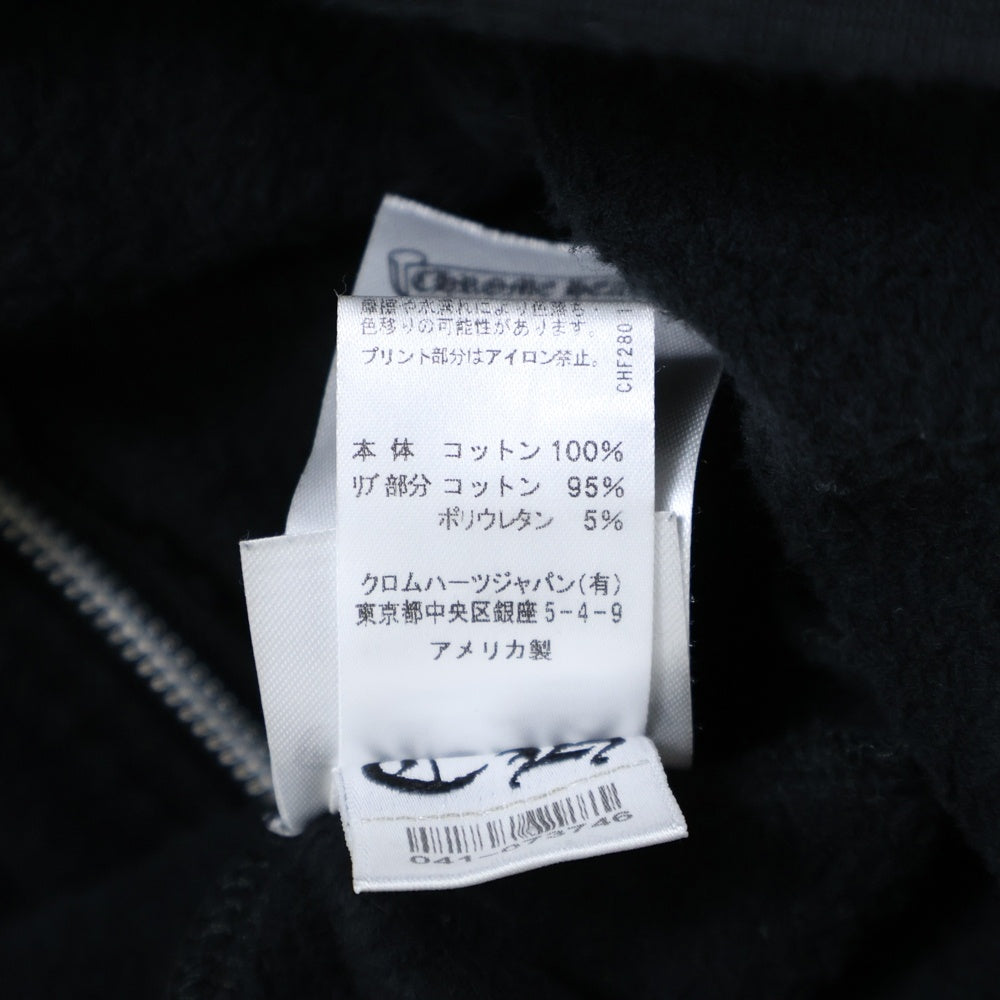 Chrome
摩擦や水濡れにより色落ち
色移りの可能性があります。
プリント部分はアイロン禁止。
CHF2801
本体 コットン 100%
リブ部分 コットン 95%
ポリウレタン 5%
クロムハーツジャパン(有)
東京都中央区銀座5-4-9
アメリカ製
041-073746